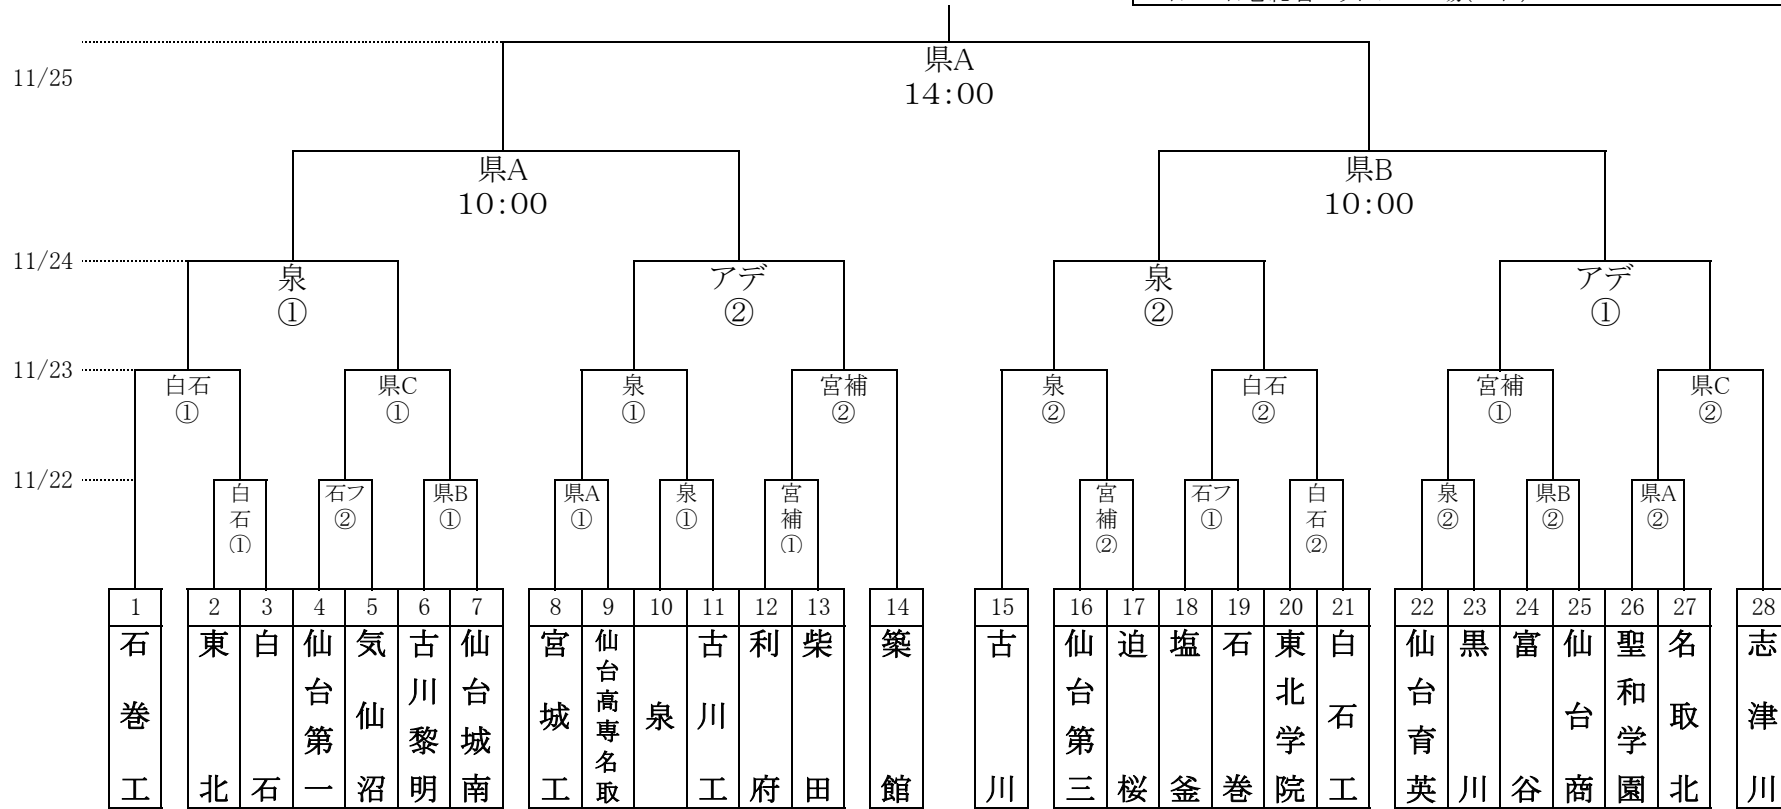 県A
14:00
11/25
県A
10:00
県B
10:00
11/24
泉
①
アデ
②
泉
②
アデ
①
11/23
白石
①
県C
①
泉
①
宮補
②
泉
②
白石
②
宮補
①
県C
②
11/22
白石①
石フ
②
県B
①
県A
①
泉
①
宮補①
宮補②
石フ
①
白石②
泉
②
県B
②
県A
②
1
2
3
4
5
6
7
8
9
10
11
12
13
14
15
16
17
18
19
20
21
22
23
24
25
26
27
28
石巻工
東北
白石
仙台第一
気仙沼
古川黎明
仙台城南
宮城工
仙台高専名取
泉
古川工
利府
柴田
築館
古川
仙台第三
迫桜
塩釜
石巻
東北学院
白石工
仙台育英
黒川
富谷
仙台商
聖和学園
名取北
志津川